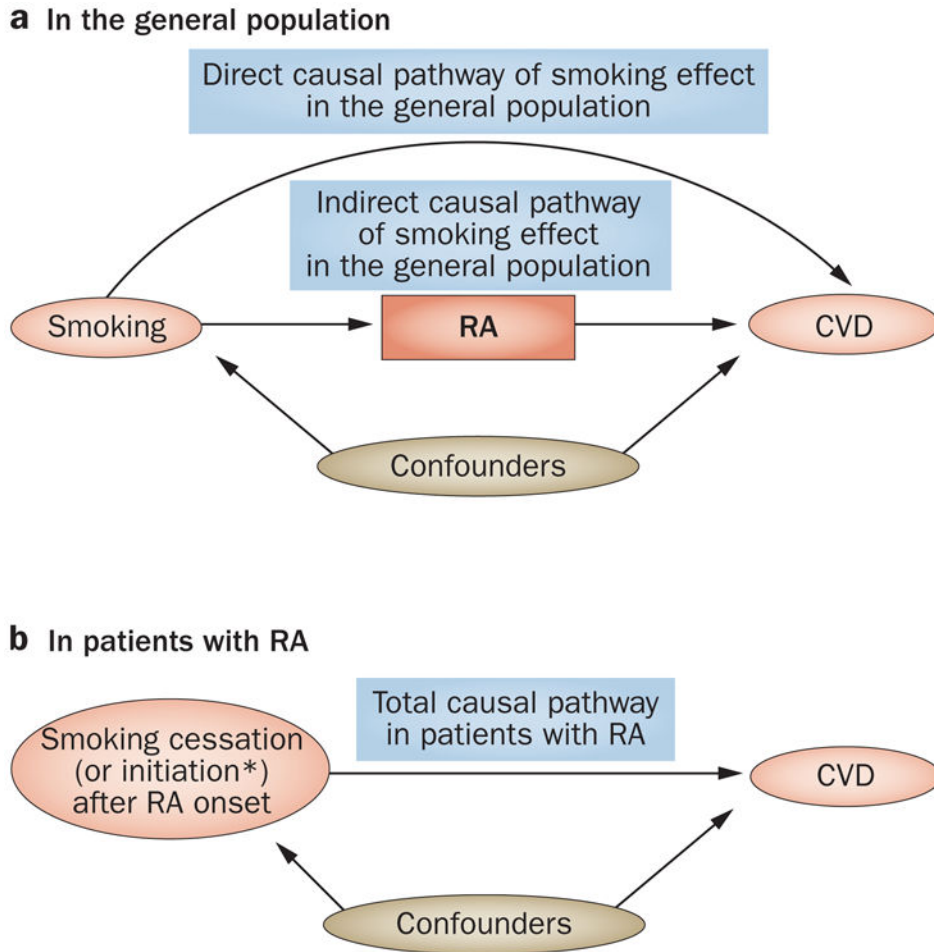 a In the general population
Direct causal pathway of smoking effect
in the general population
Indirect causal pathway
of smoking effect
in the general population
Smoking
RA
CVD
Confounders
b In patients with RA
Total causal pathway
in patients with RA
Smoking cessation
(or initiation*)
after RA onset
CVD
Confounders